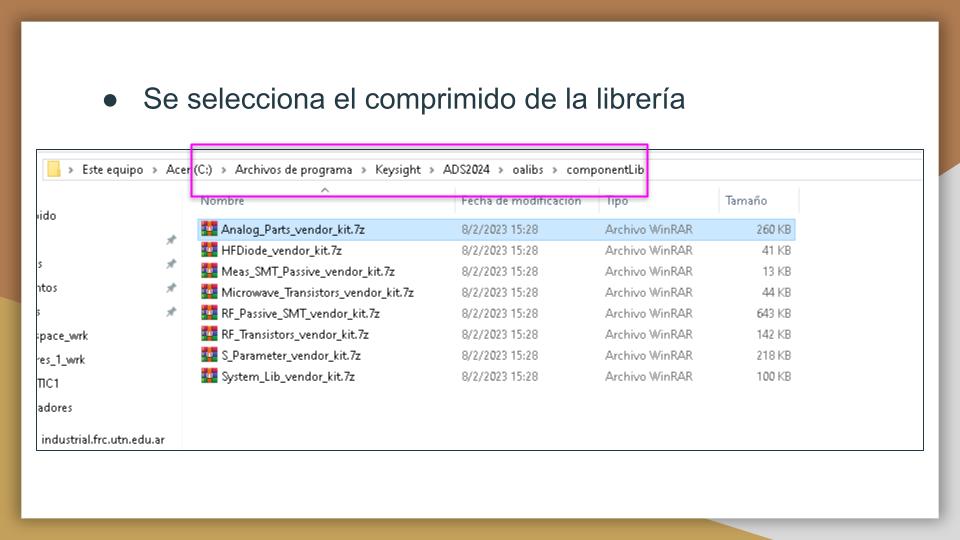 ● Se selecciona el comprimido de la librería
Este equipo > Acer (C:) > Archivos de programa > Keysight > ADS2024 > oalibs > componentLib
Nombre Fecha de modificación Tipo Tamaño
Analog_Parts_vendor_kit.7z 8/2/2023 15:28 Archivo WinRAR 260 KB
HFDiode_vendor_kit.7z 8/2/2023 15:28 Archivo WinRAR 41 KB
Meas_SMT_Passive_vendor_kit.7z 8/2/2023 15:28 Archivo WinRAR 13 KB
Microwave_Transistors_vendor_kit.7z 8/2/2023 15:28 Archivo WinRAR 44 KB
RF_Passive_SMT_vendor_kit.7z 8/2/2023 15:28 Archivo WinRAR 643 KB
RF_Transistors_vendor_kit.7z 8/2/2023 15:28 Archivo WinRAR 142 KB
S_Parameter_vendor_kit.7z 8/2/2023 15:28 Archivo WinRAR 218 KB
System_Lib_vendor_kit.7z 8/2/2023 15:28 Archivo WinRAR 100 KB
pido
s
ntos
s
space_wrk
res_1_wrk
TIC1
adores
industrial.frc.utn.edu.ar